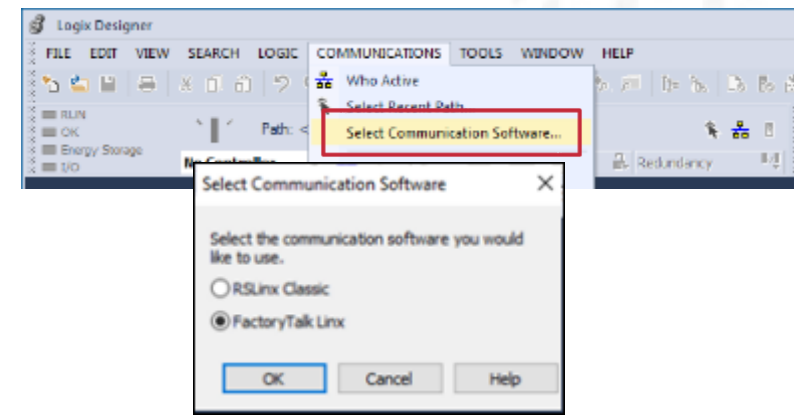 Logix Designer
FILE EDIT VIEW SEARCH LOGIC COMMUNICATIONS TOOLS WINDOW HELP
Who Active
Select Recent Path
RUN
OK
Path:
Select Communication Software...
Energy Storage
I/O
Redundancy
Select Communication Software
Select the communication software you would
like to use.
RSLinx Classic
FactoryTalk Linx
OK Cancel Help